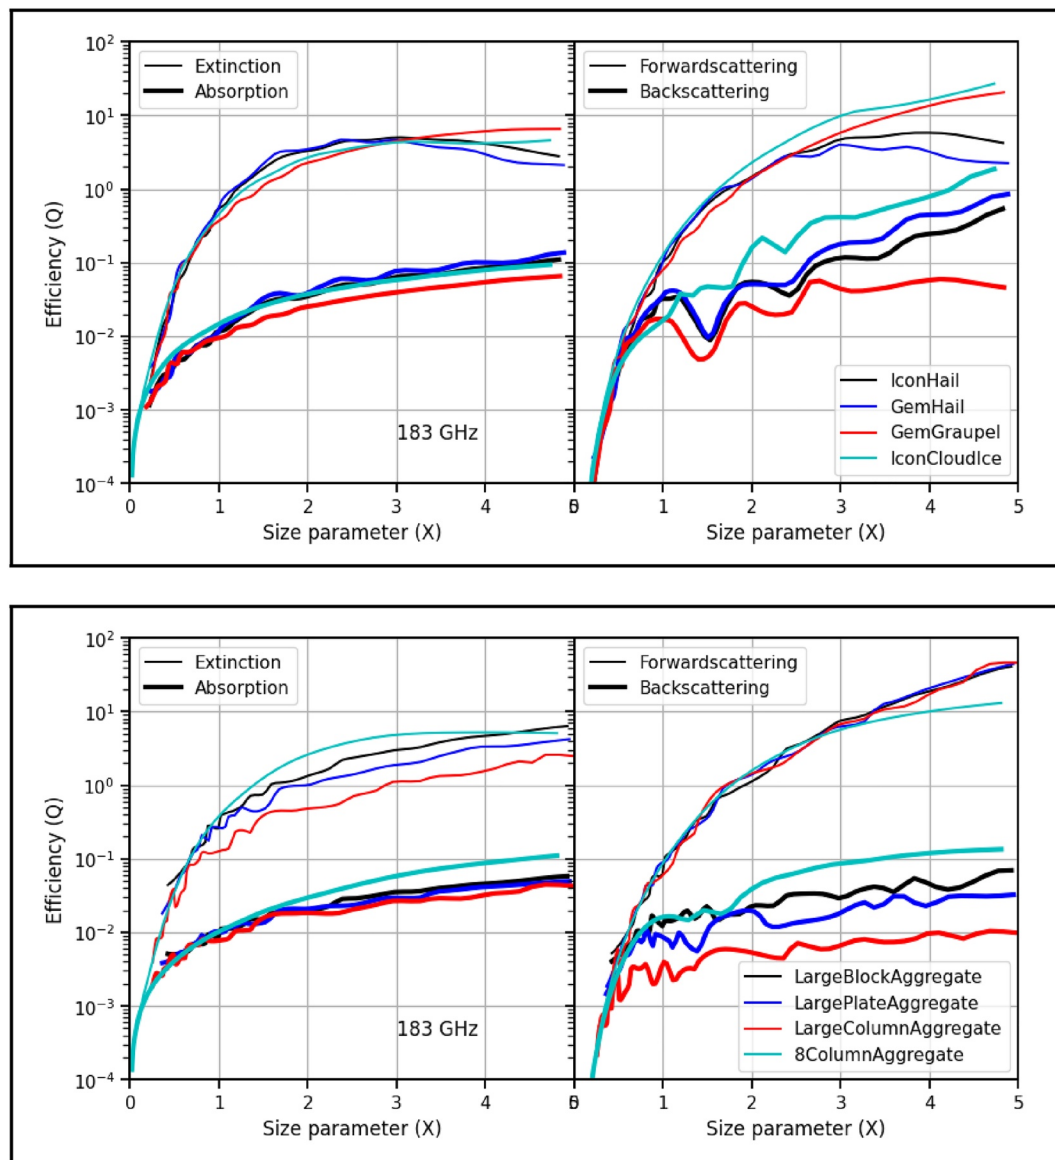 10²
10¹
10⁰
10⁻¹
10⁻²
10⁻³
10⁻⁴
Efficiency (Q)
Extinction
Absorption
183 GHz
0 1 2 3 4 5
Size parameter (X)
Forwardscattering
Backscattering
IconHail
GemHail
GemGraupel
IconCloudIce
0 1 2 3 4 5
Size parameter (X)
10²
10¹
10⁰
10⁻¹
10⁻²
10⁻³
10⁻⁴
Efficiency (Q)
Extinction
Absorption
183 GHz
0 1 2 3 4 5
Size parameter (X)
Forwardscattering
Backscattering
LargeBlockAggregate
LargePlateAggregate
LargeColumnAggregate
8ColumnAggregate
0 1 2 3 4 5
Size parameter (X)